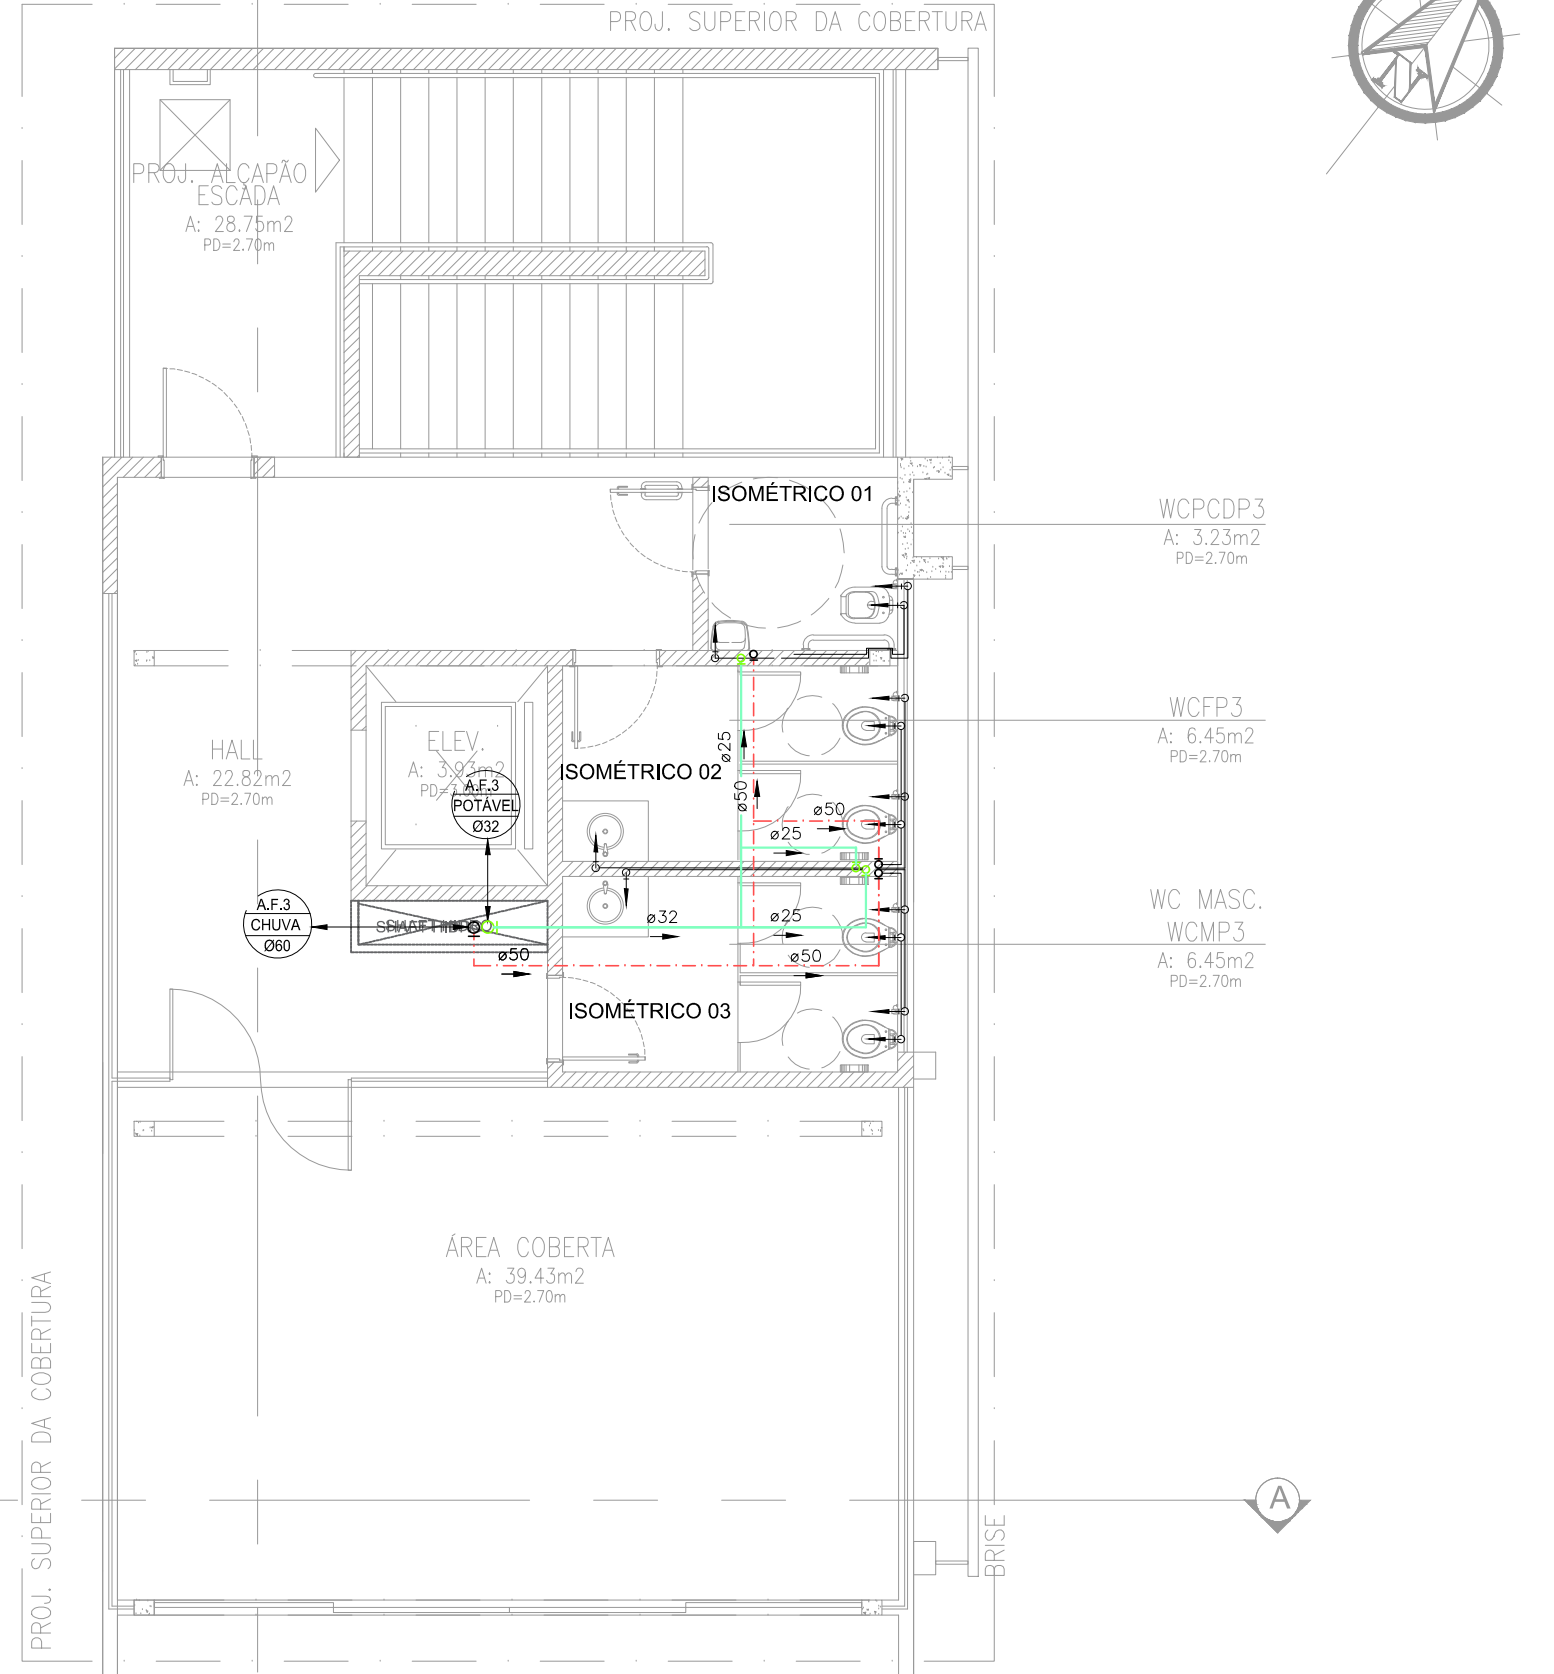 PROJ. SUPERIOR DA COBERTURA
PROJ. ALÇAPÃO
ESCADA
A: 28.75m2
PD=2.70m
ISOMÉTRICO 01
WCPCDP3
A: 3.23m2
PD=2.70m
WCFP3
A: 6.45m2
PD=2.70m
HALL
A: 22.82m2
PD=2.70m
ELEV.
A: 3.93m2
A.F.3
POTÁVEL
Ø32
ISOMÉTRICO 02
ø25
ø50
ø50
ø25
A.F.3
CHUVA
Ø60
ø32
ø25
ø50
ø50
WC MASC.
WCMP3
A: 6.45m2
PD=2.70m
ISOMÉTRICO 03
ÁREA COBERTA
A: 39.43m2
PD=2.70m
PROJ. SUPERIOR DA COBERTURA
BRISE
A